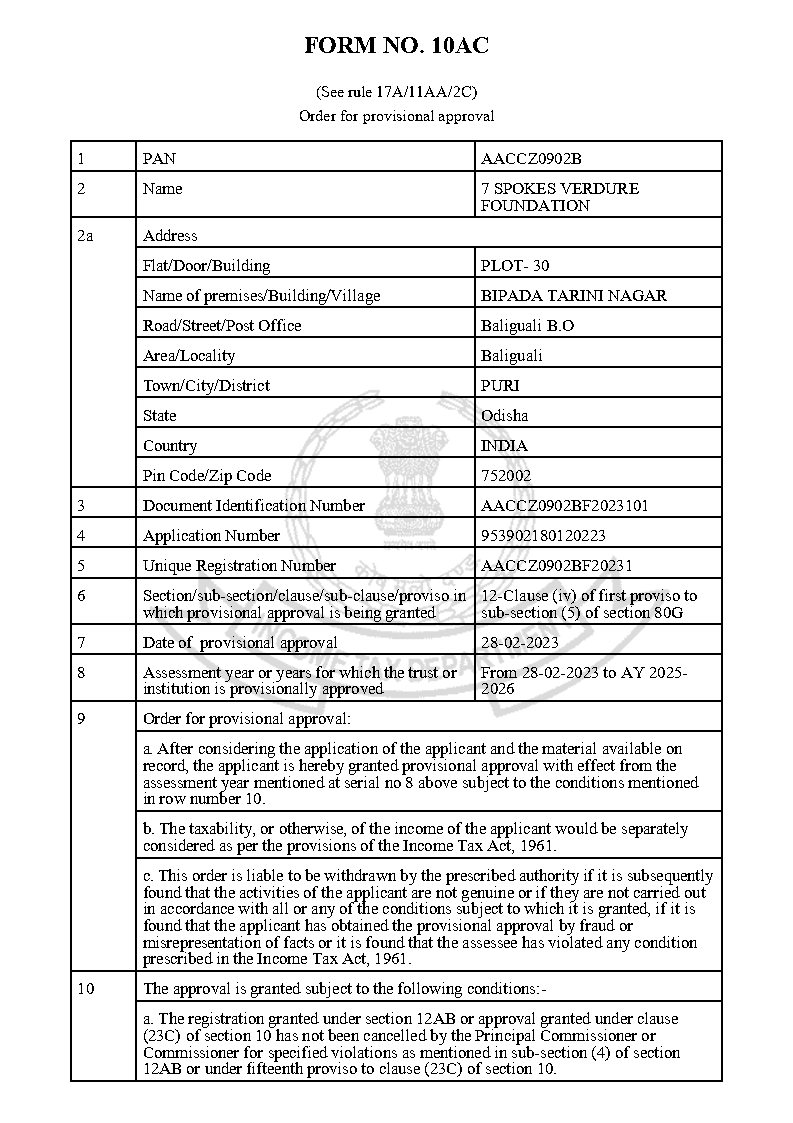 FORM NO. 10AC
(See rule 17A/11AA/2C)
Order for provisional approval
1 PAN AACCZ0902B
2 Name 7 SPOKES VERDURE
FOUNDATION
2a Address
Flat/Door/Building PLOT- 30
Name of premises/Building/Village BIPADA TARINI NAGAR
Road/Street/Post Office Baliguali B.O
Area/Locality Baliguali
Town/City/District PURI
State Odisha
Country INDIA
Pin Code/Zip Code 752002
3 Document Identification Number AACCZ0902BF2023101
4 Application Number 953902180120223
5 Unique Registration Number AACCZ0902BF20231
6 Section/sub-section/clause/sub-clause/proviso in 12-Clause (iv) of first proviso to
which provisional approval is being granted sub-section (5) of section 80G
7 Date of provisional approval 28-02-2023
8 Assessment year or years for which the trust or From 28-02-2023 to AY 2025-
institution is provisionally approved 2026
9 Order for provisional approval:
a. After considering the application of the applicant and the material available on
record, the applicant is hereby granted provisional approval with effect from the
assessment year mentioned at serial no 8 above subject to the conditions mentioned
in row number 10.
b. The taxability, or otherwise, of the income of the applicant would be separately
considered as per the provisions of the Income Tax Act, 1961.
c. This order is liable to be withdrawn by the prescribed authority if it is subsequently
found that the activities of the applicant are not genuine or if they are not carried out
in accordance with all or any of the conditions subject to which it is granted, if it is
found that the applicant has obtained the provisional approval by fraud or
misrepresentation of facts or it is found that the assessee has violated any condition
prescribed in the Income Tax Act, 1961.
10 The approval is granted subject to the following conditions:-
a. The registration granted under section 12AB or approval granted under clause
(23C) of section 10 has not been cancelled by the Principal Commissioner or
Commissioner for specified violations as mentioned in sub-section (4) of section
12AB or under fifteenth proviso to clause (23C) of section 10.
INCOME TAX DEPARTMENT